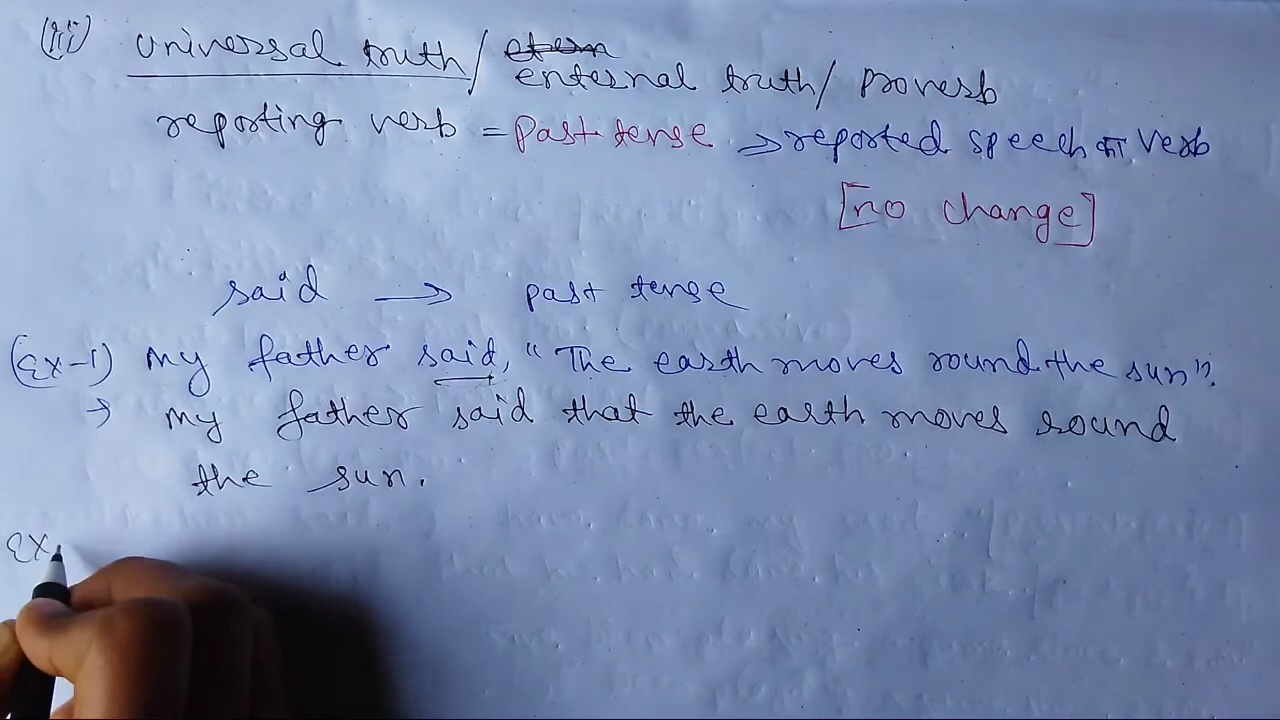 (iii) universal truth/ etern
enternal truth/ proverb
reporting verb = Past tense ⇒ reported speech का verb
[no change]
said → past tense
(Ex-1) My father said, "The earth moves round the sun".
→ My father said that the earth moves round
the sun.
Ex